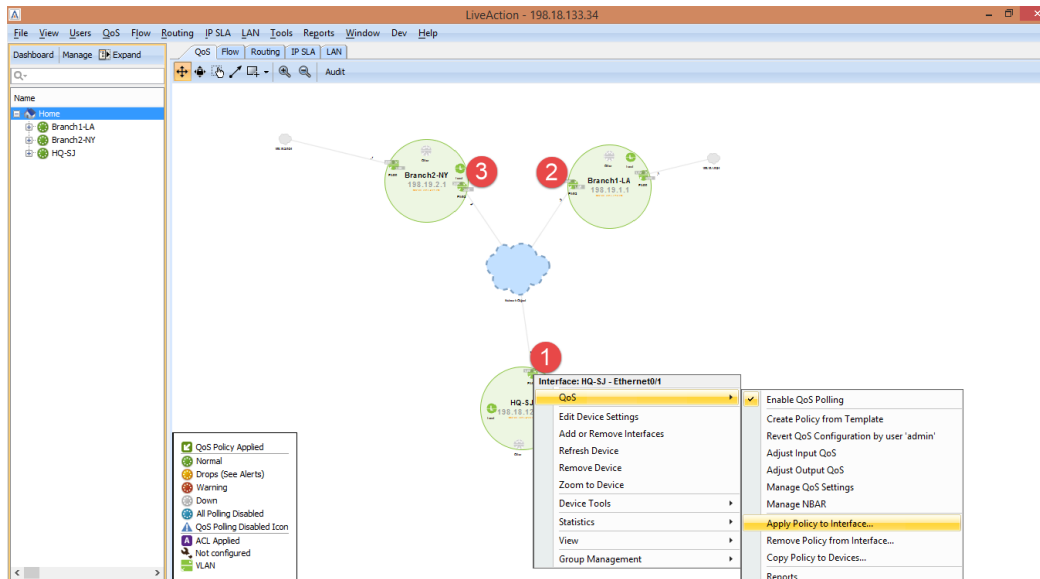 LiveAction - 198.18.133.34
File View Users QoS Flow Routing IP SLA LAN Tools Reports Window Dev Help
Dashboard Manage Expand
QoS Flow Routing IP SLA LAN
Audit
Name
Home
Branch1-LA
Branch2-NY
HQ-SJ
3
2
Branch2-NY
198.19.2.1
Branch1-LA
198.19.1.1
1
HQ-SJ
Interface: HQ-SJ - Ethernet0/1
QoS
Edit Device Settings
Add or Remove Interfaces
Refresh Device
Remove Device
Zoom to Device
Device Tools
Statistics
View
Group Management
Enable QoS Polling
Create Policy from Template
Revert QoS Configuration by user 'admin'
Adjust Input QoS
Adjust Output QoS
Manage QoS Settings
Manage NBAR
Apply Policy to Interface...
Remove Policy from Interface...
Copy Policy to Devices...
Reports
QoS Policy Applied
Normal
Drops (See Alerts)
Warning
Down
All Polling Disabled
QoS Polling Disabled Icon
A ACL Applied
Not configured
VLAN